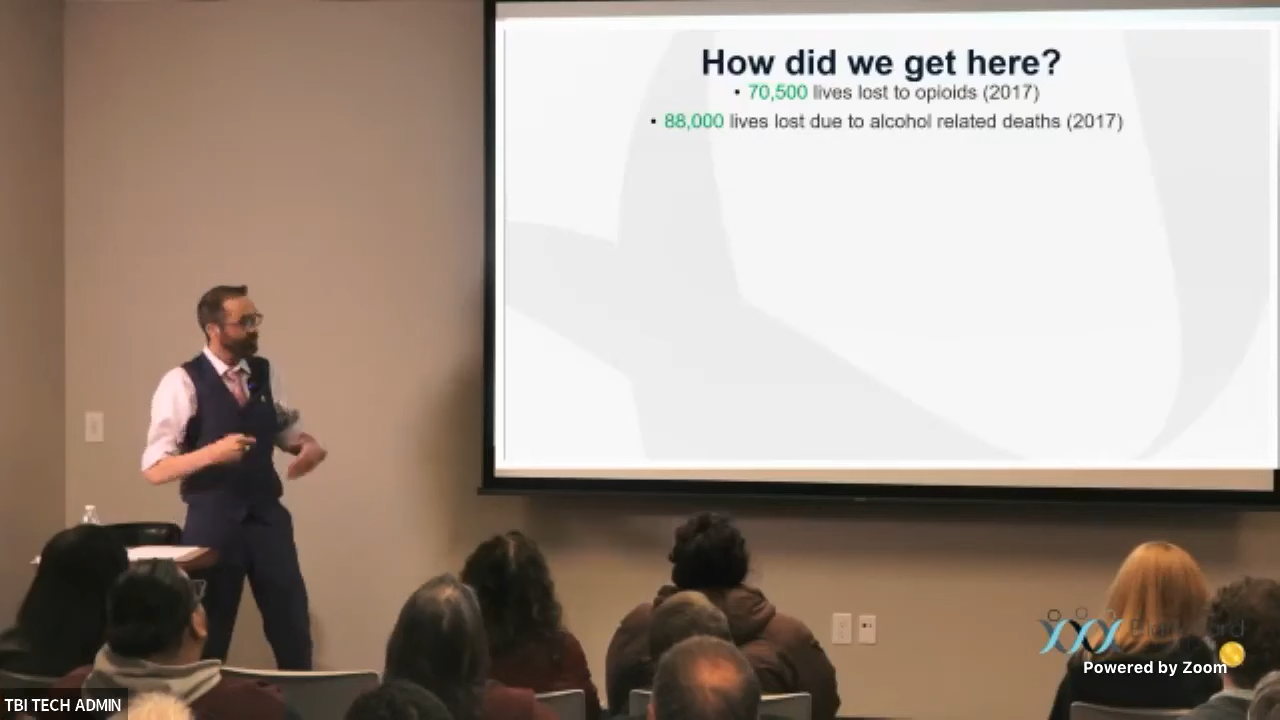 How did we get here?
• 70,500 lives lost to opioids (2017)
• 88,000 lives lost due to alcohol related deaths (2017)
Powered by Zoom
TBI TECH ADMIN